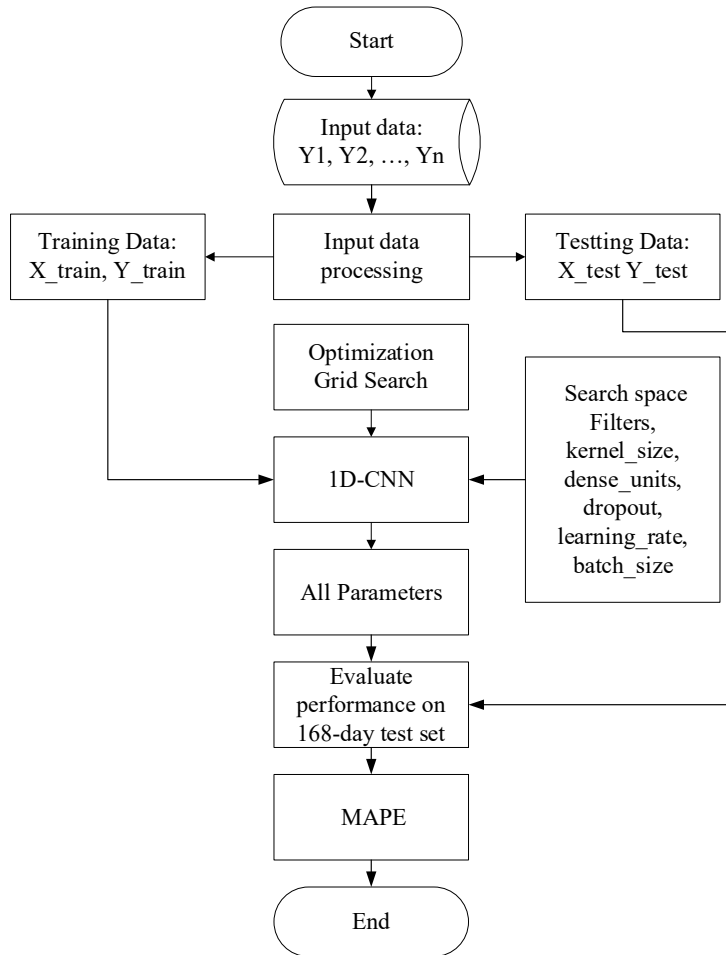 Start
Input data:
Y1, Y2, …, Yn
Training Data:
X_train, Y_train
Input data
processing
Testting Data:
X_test Y_test
Optimization
Grid Search
Search space
Filters,
kernel_size,
dense_units,
dropout,
learning_rate,
batch_size
1D-CNN
All Parameters
Evaluate
performance on
168-day test set
MAPE
End